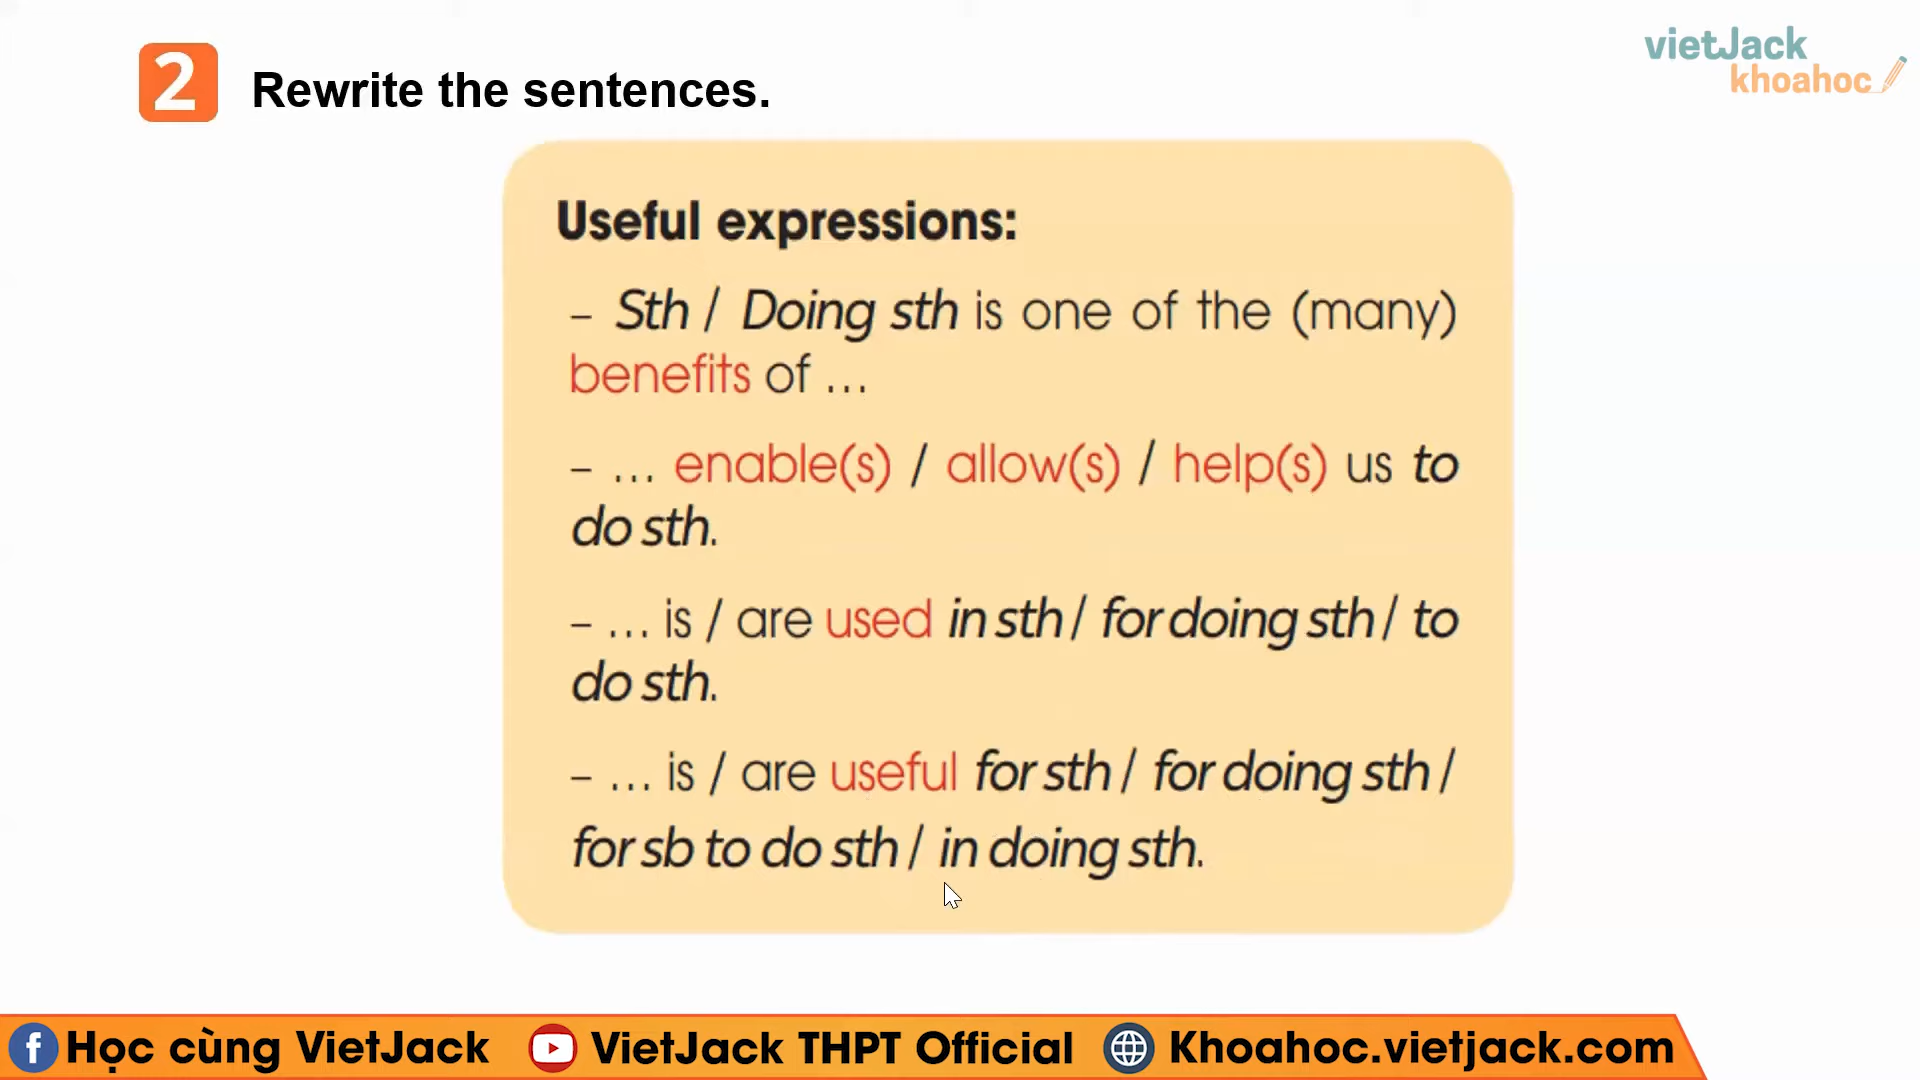 vietJack
khoahoc
2 Rewrite the sentences.
Useful expressions:
– Sth / Doing sth is one of the (many)
benefits of ...
– ... enable(s) / allow(s) / help(s) us to
do sth.
– ... is / are used in sth / for doing sth / to
do sth.
– ... is / are useful for sth / for doing sth /
for sb to do sth / in doing sth.
f Học cùng VietJack VietJack THPT Official Khoahoc.vietjack.com